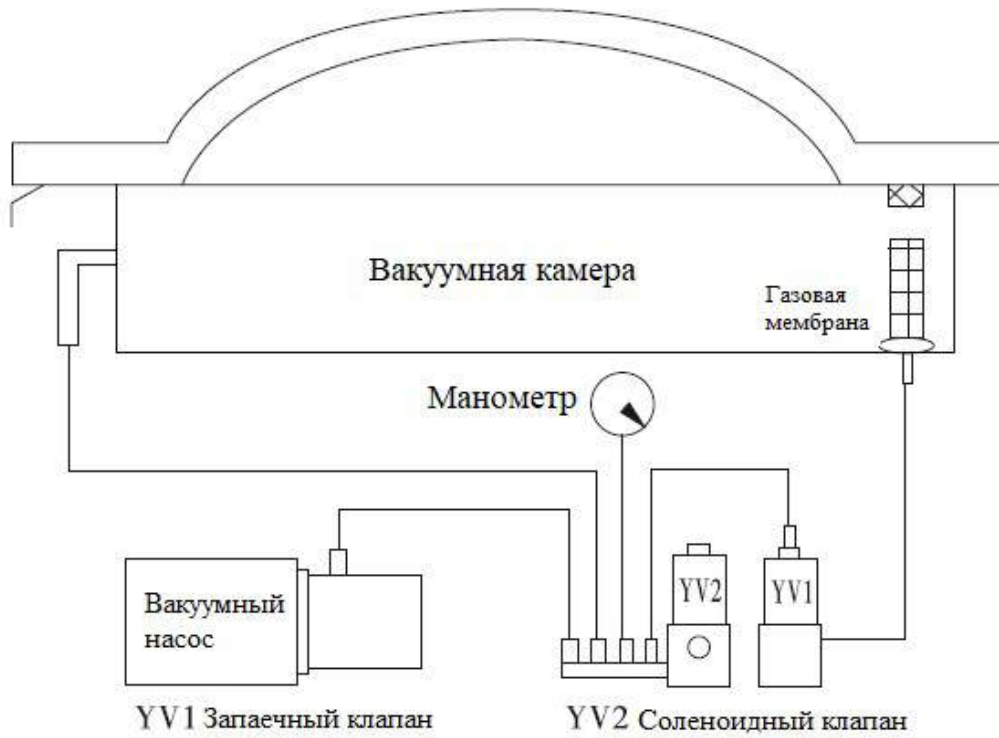 Вакуумная камера
Газовая
мембрана
Манометр
YV2
YV1
Вакуумный
насос
YV1 Запаечный клапан
YV2 Соленоидный клапан